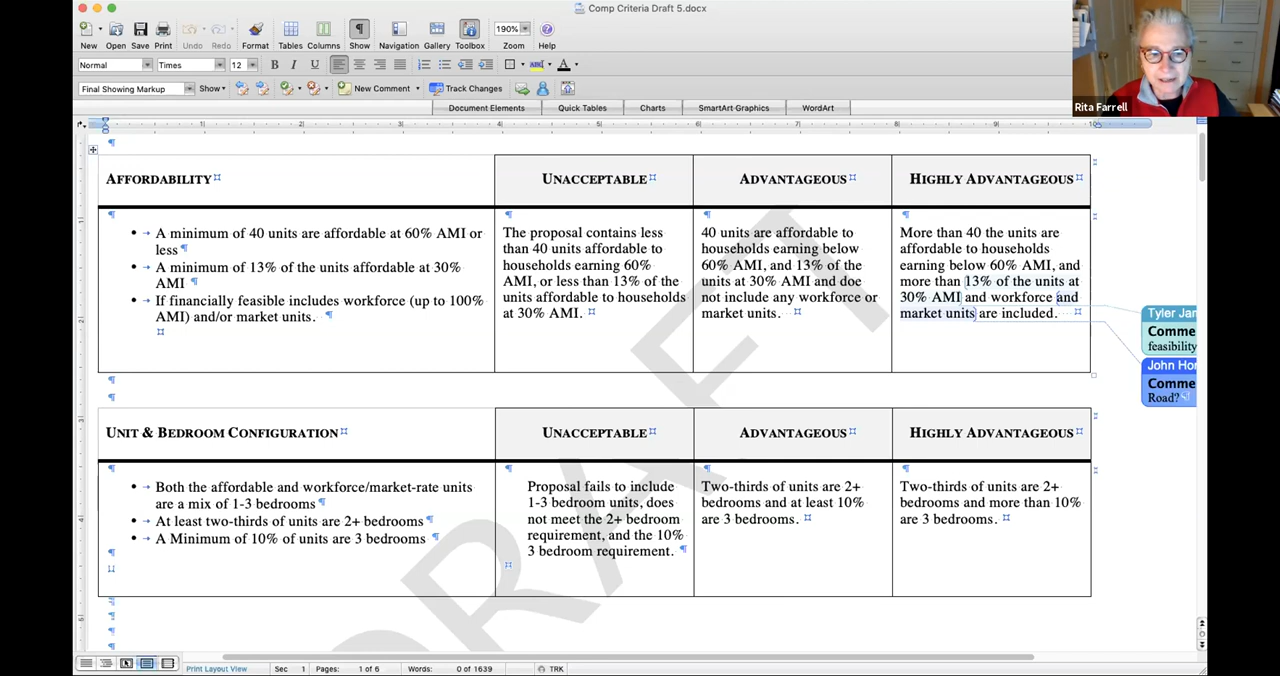 Comp Criteria Draft 5.docx
190%
New Open Save Print Undo Redo Format Tables Columns Show Navigation Gallery Toolbox Zoom Help
Normal Times 12 B I U A
Final Showing Markup Show New Comment Track Changes
Document Elements Quick Tables Charts SmartArt Graphics WordArt
Rita Farrell
AFFORDABILITY UNACCEPTABLE ADVANTAGEOUS HIGHLY ADVANTAGEOUS
A minimum of 40 units are affordable at 60% AMI or
less
A minimum of 13% of the units affordable at 30%
AMI
If financially feasible includes workforce (up to 100%
AMI) and/or market units.
The proposal contains less
than 40 units affordable to
households earning 60%
AMI, or less than 13% of the
units affordable to households
at 30% AMI.
40 units are affordable to
households earning below
60% AMI, and 13% of the
units at 30% AMI and doe
not include any workforce or
market units.
More than 40 the units are
affordable to households
earning below 60% AMI, and
more than 13% of the units at
30% AMI and workforce and
market units are included.
Tyler Jam
Comme
feasibility
John Hor
Comme
Road?
UNIT & BEDROOM CONFIGURATION UNACCEPTABLE ADVANTAGEOUS HIGHLY ADVANTAGEOUS
Both the affordable and workforce/market-rate units
are a mix of 1-3 bedrooms
At least two-thirds of units are 2+ bedrooms
A Minimum of 10% of units are 3 bedrooms
Proposal fails to include
1-3 bedroom units, does
not meet the 2+ bedroom
requirement, and the 10%
3 bedroom requirement.
Two-thirds of units are 2+
bedrooms and at least 10%
are 3 bedrooms.
Two-thirds of units are 2+
bedrooms and more than 10%
are 3 bedrooms.
DRAFT
Print Layout View Sec 1 Pages: 1 of 6 Words: 0 of 1639 TRK